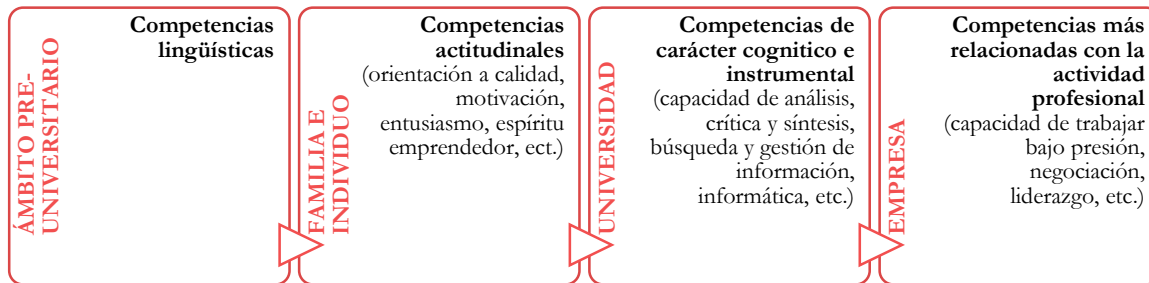 ÁMBITO PRE-
UNIVERSITARIO
Competencias
lingüísticas
FAMILIA E
INDIVIDUO
Competencias
actitudinales
(orientación a calidad,
motivación,
entusiasmo, espíritu
emprendedor, ect.)
UNIVERSIDAD
Competencias de
carácter cognitico e
instrumental
(capacidad de análisis,
crítica y síntesis,
búsqueda y gestión de
información,
informática, etc.)
EMPRESA
Competencias más
relacionadas con la
actividad
profesional
(capacidad de trabajar
bajo presión,
negociación,
liderazgo, etc.)